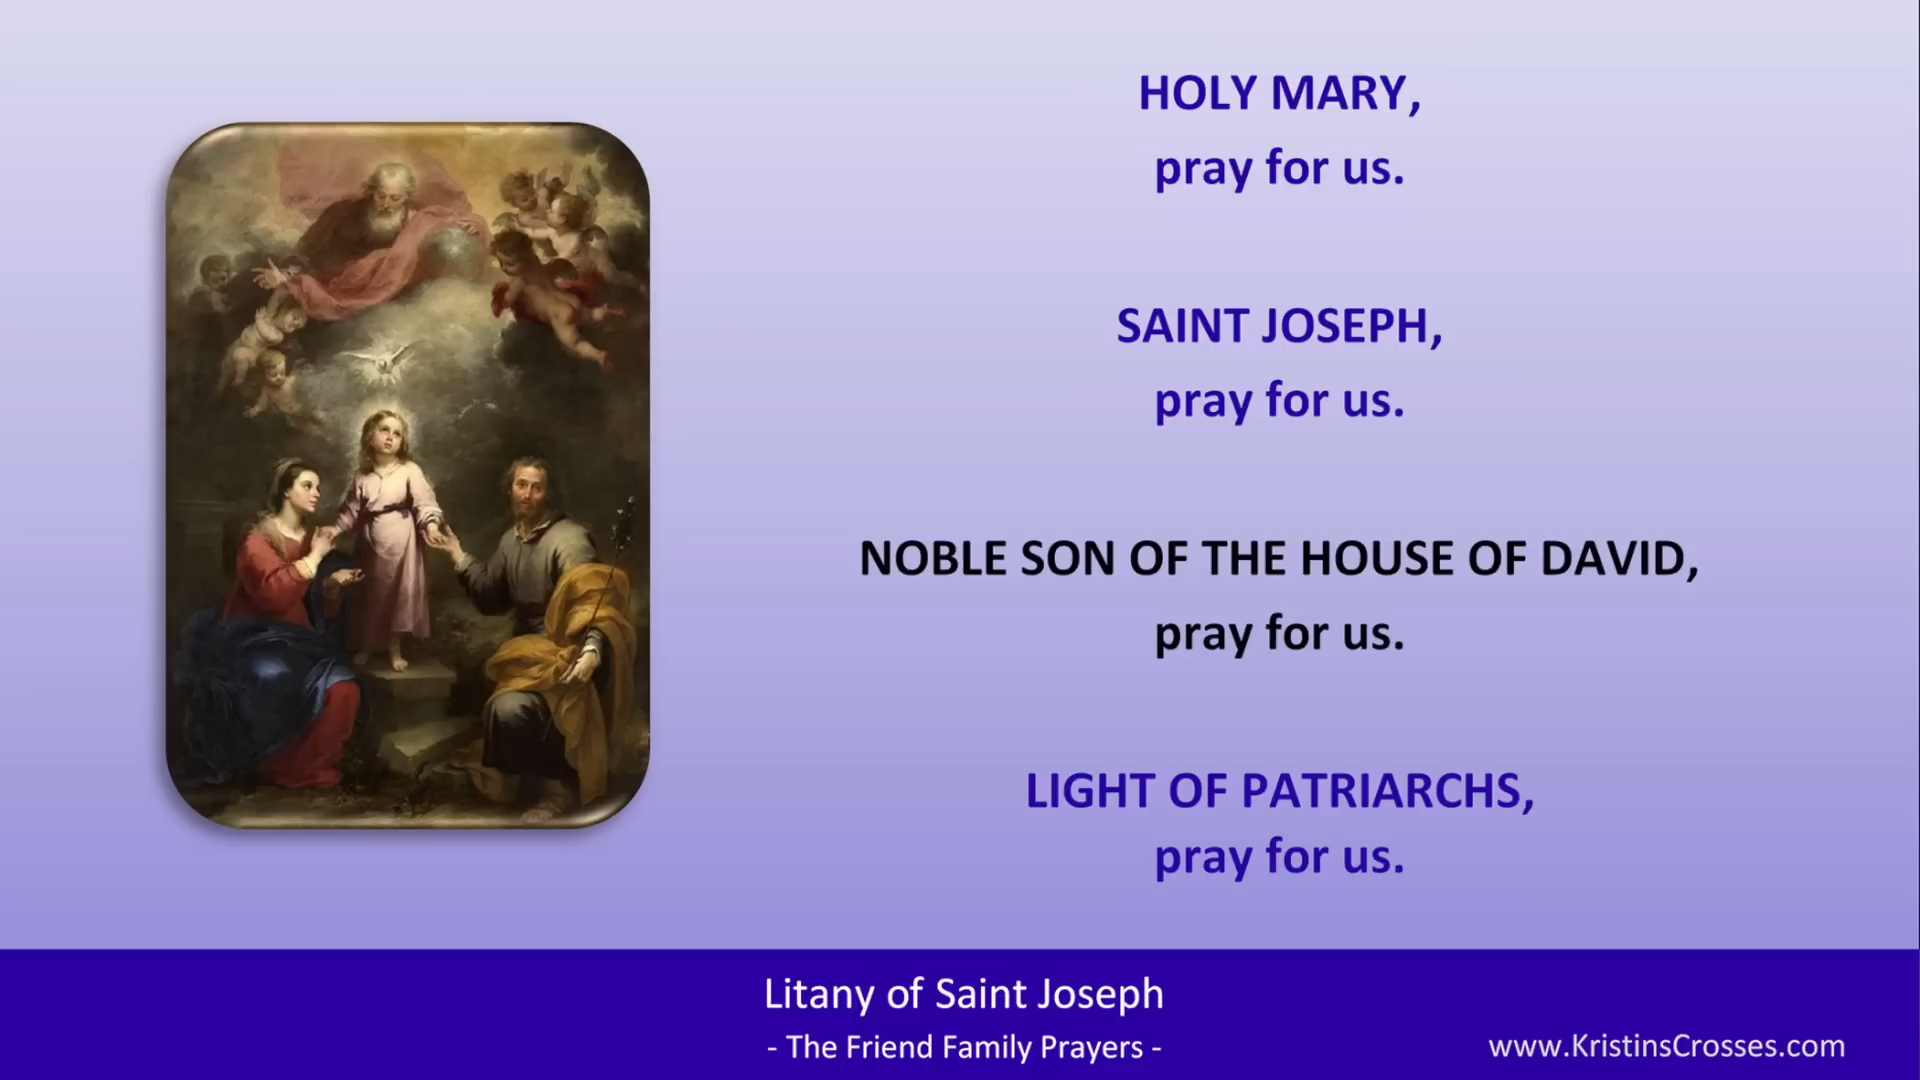 HOLY MARY,
pray for us.
SAINT JOSEPH,
pray for us.
NOBLE SON OF THE HOUSE OF DAVID,
pray for us.
LIGHT OF PATRIARCHS,
pray for us.
Litany of Saint Joseph
- The Friend Family Prayers -
www.KristinsCrosses.com